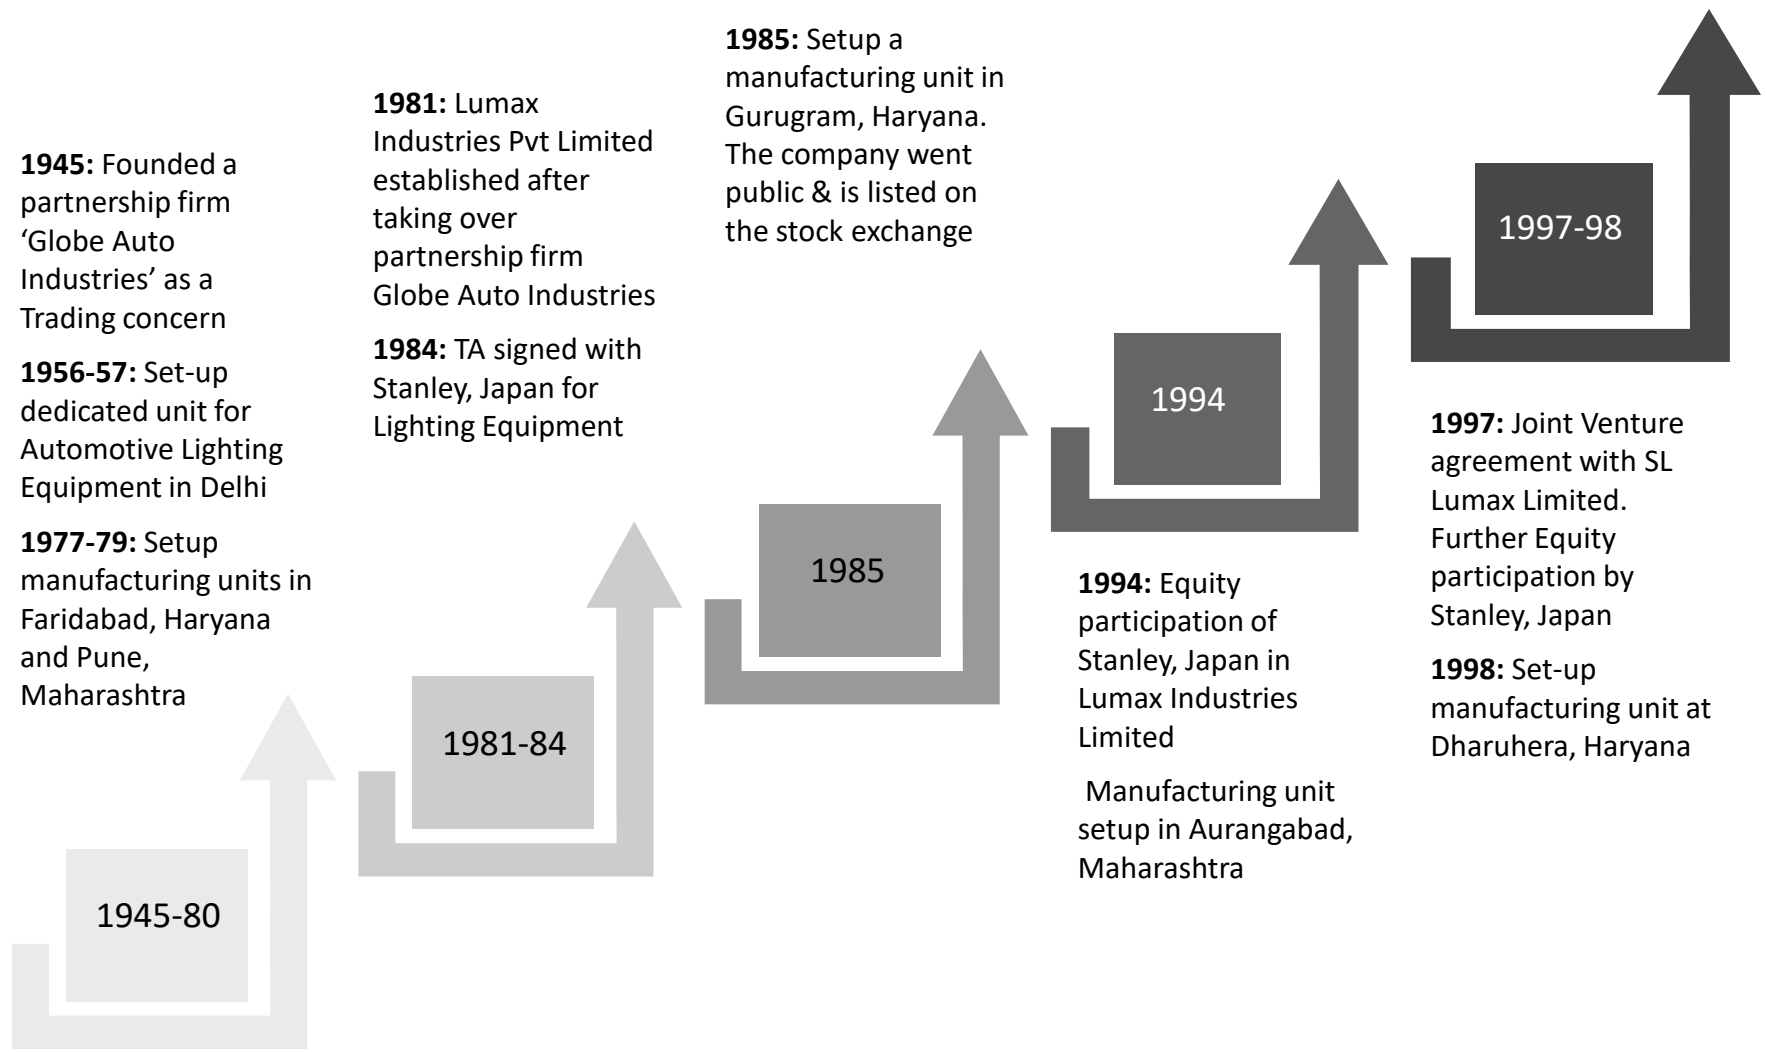 1945: Founded a
partnership firm
‘Globe Auto
Industries’ as a
Trading concern
1956-57: Set-up
dedicated unit for
Automotive Lighting
Equipment in Delhi
1977-79: Setup
manufacturing units in
Faridabad, Haryana
and Pune,
Maharashtra
1945-80
1981: Lumax
Industries Pvt Limited
established after
taking over
partnership firm
Globe Auto Industries
1984: TA signed with
Stanley, Japan for
Lighting Equipment
1981-84
1985: Setup a
manufacturing unit in
Gurugram, Haryana.
The company went
public & is listed on
the stock exchange
1985
1994
1994: Equity
participation of
Stanley, Japan in
Lumax Industries
Limited
Manufacturing unit
setup in Aurangabad,
Maharashtra
1997-98
1997: Joint Venture
agreement with SL
Lumax Limited.
Further Equity
participation by
Stanley, Japan
1998: Set-up
manufacturing unit at
Dharuhera, Haryana